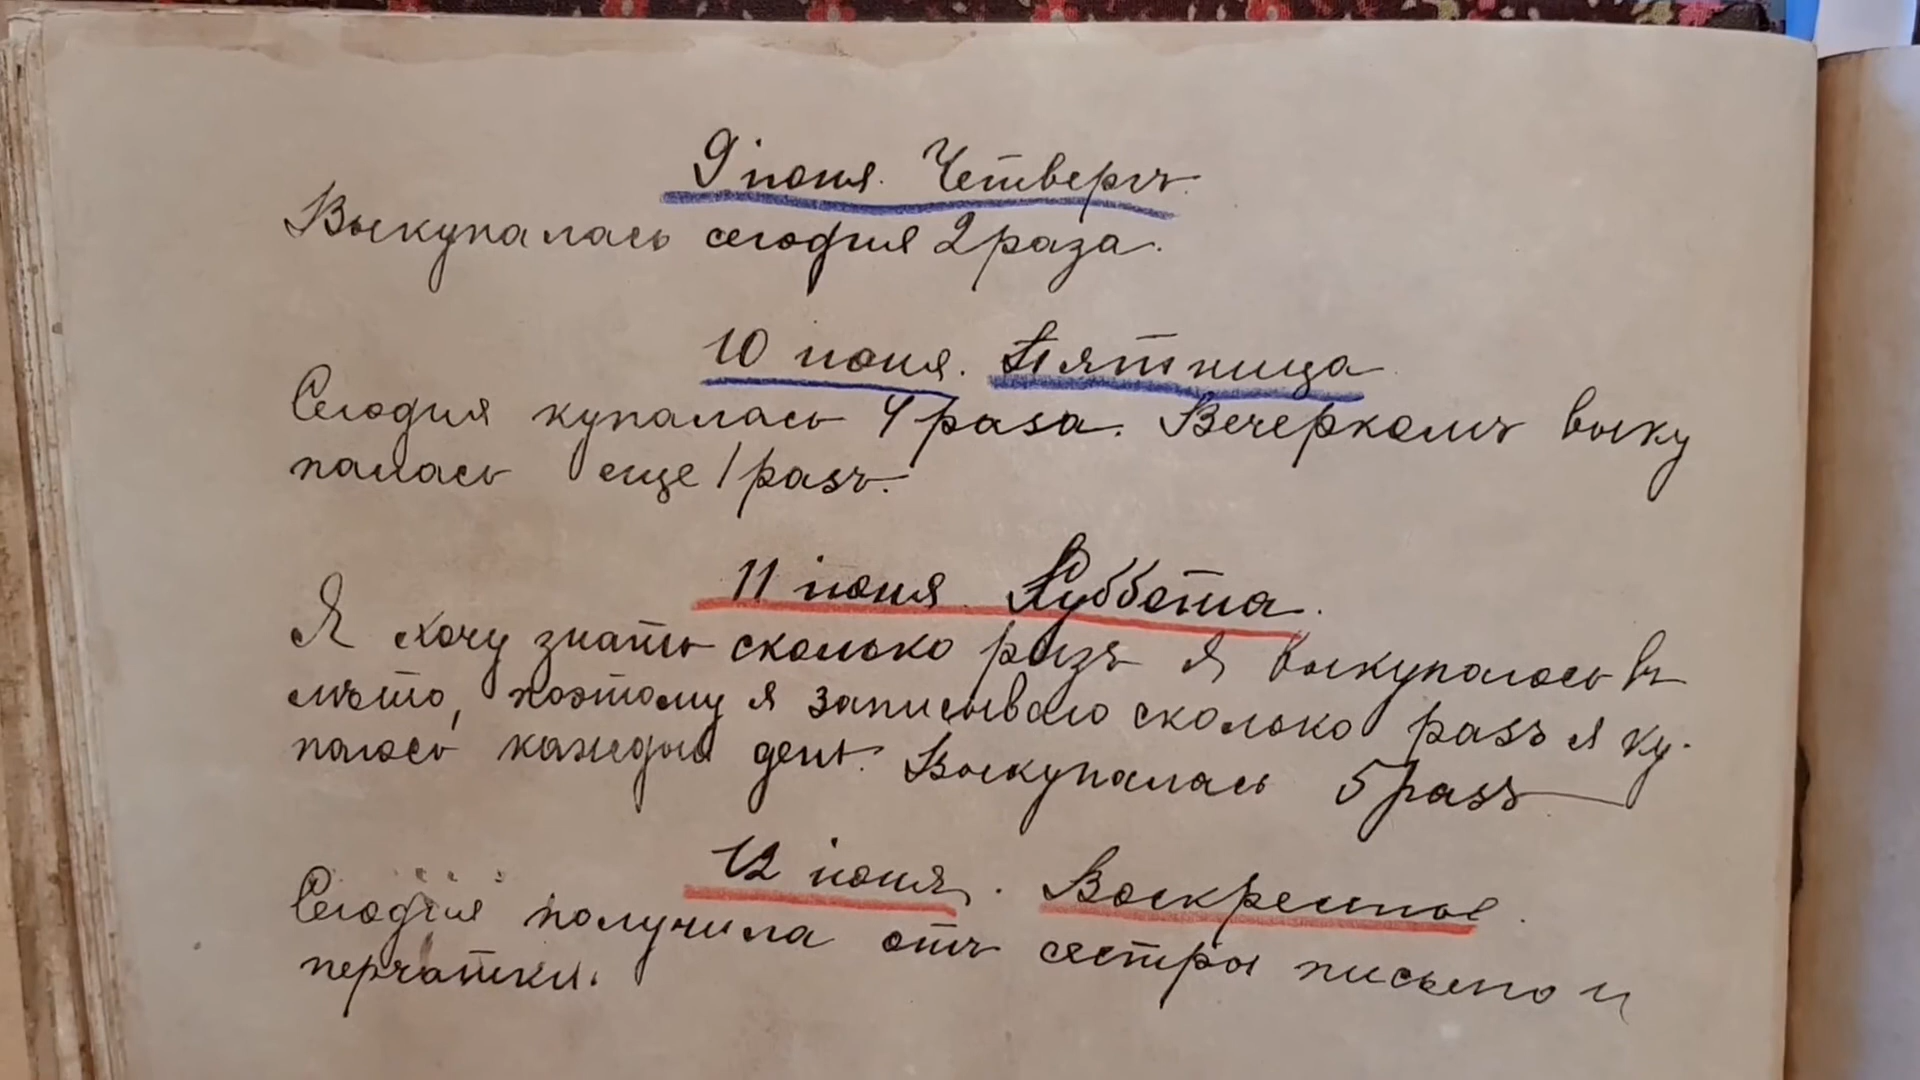 9 іюня. Четвергъ.
Выкупалась сегодня 2 раза.
10 іюня. Пятница
Сегодня купалась 4 раза. Вечеркомъ выку
палась еще 1 разъ.
11 іюня. Суббота.
Я хочу знать сколько разъ я выкупалось въ
лѣто, поэтому я записываю сколько разъ я ку-
паюсь каждый день. Выкупалась 5 разъ
12 іюня. Воскресенье.
Сегодня получила отъ сестры письмо и
перчатки.